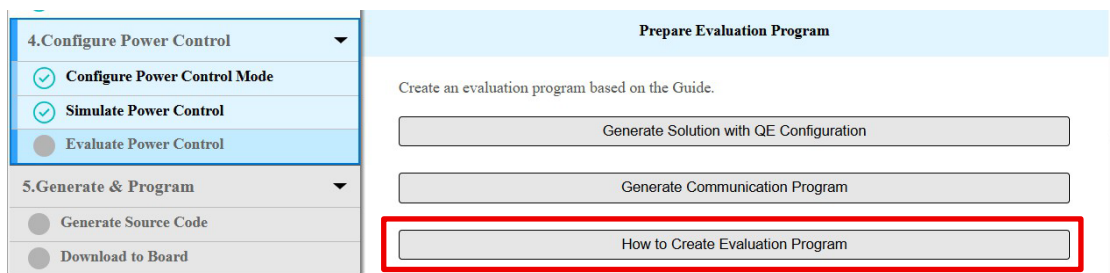 4.Configure Power Control
Configure Power Control Mode
Simulate Power Control
Evaluate Power Control
5.Generate & Program
Generate Source Code
Download to Board
Prepare Evaluation Program
Create an evaluation program based on the Guide.
Generate Solution with QE Configuration
Generate Communication Program
How to Create Evaluation Program